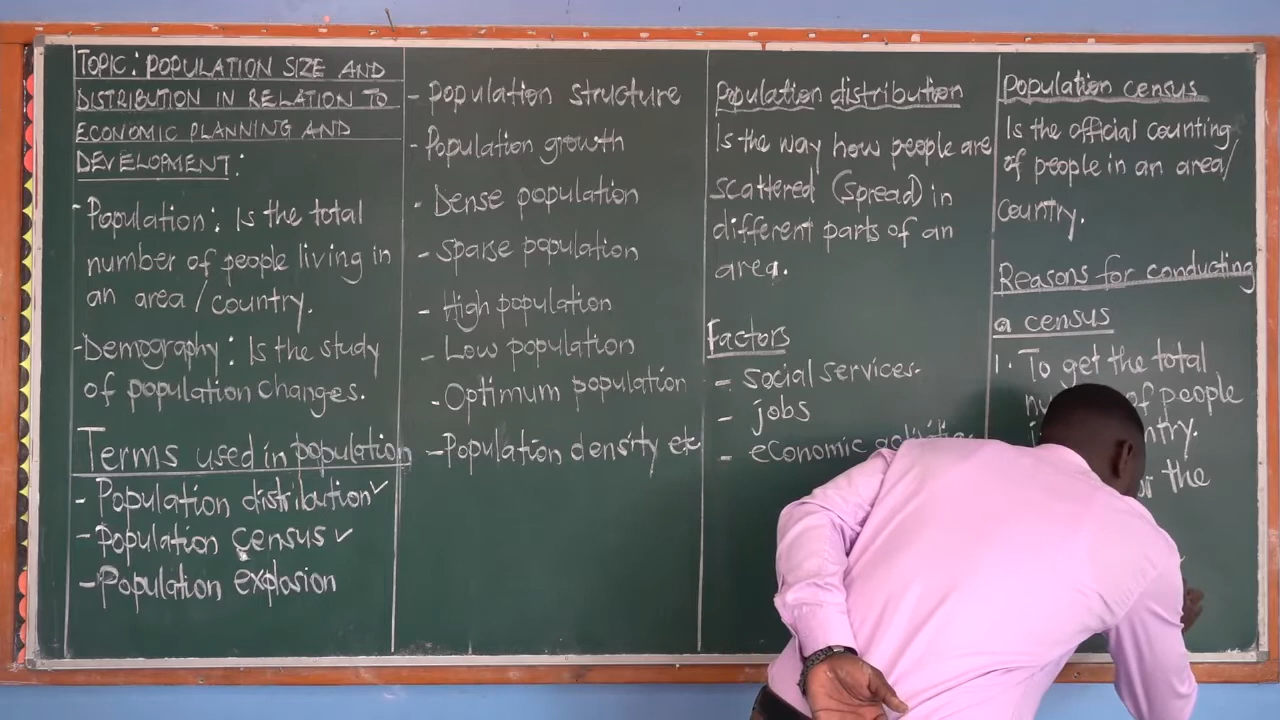 TOPIC: POPULATION SIZE AND
DISTRIBUTION IN RELATION TO
ECONOMIC PLANNING AND
DEVELOPMENT:
- Population: Is the total
number of people living in
an area/country.
- Demography: Is the study
of population changes.
Terms used in population
- Population distribution ✓
- Population census ✓
- Population explosion
- Population structure
- Population growth
- Dense population
- Sparse population
- High population
- Low population
- Optimum population
- Population density etc
Population distribution
Is the way how people are
scattered (spread) in
different parts of an
area.
Factors
- Social services.
- jobs
- economic
Population census
Is the official counting
of people in an area/
country.
Reasons for conducting
a census
1. To get the total
of people
the